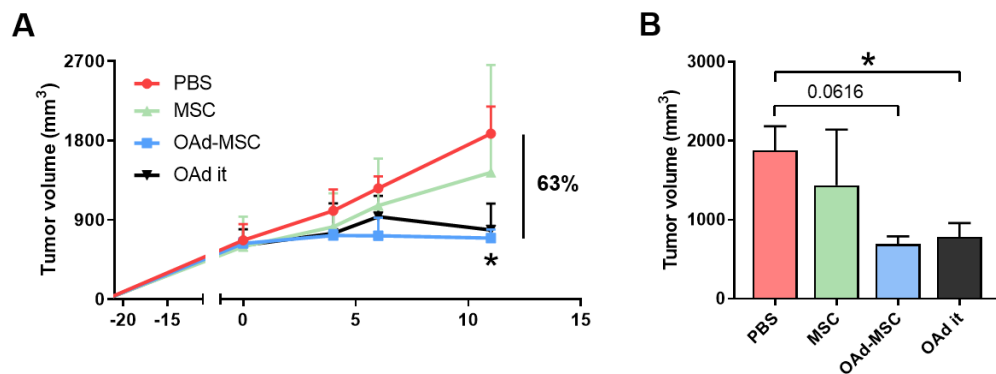 A
Tumor volume (mm³)
2700
1800
900
0
-20
-15
0
5
10
15
PBS
MSC
OAd-MSC
OAd it
63%
*
B
Tumor volume (mm³)
3000
2000
1000
0
*
0.0616
PBS
MSC
OAd-MSC
OAd it